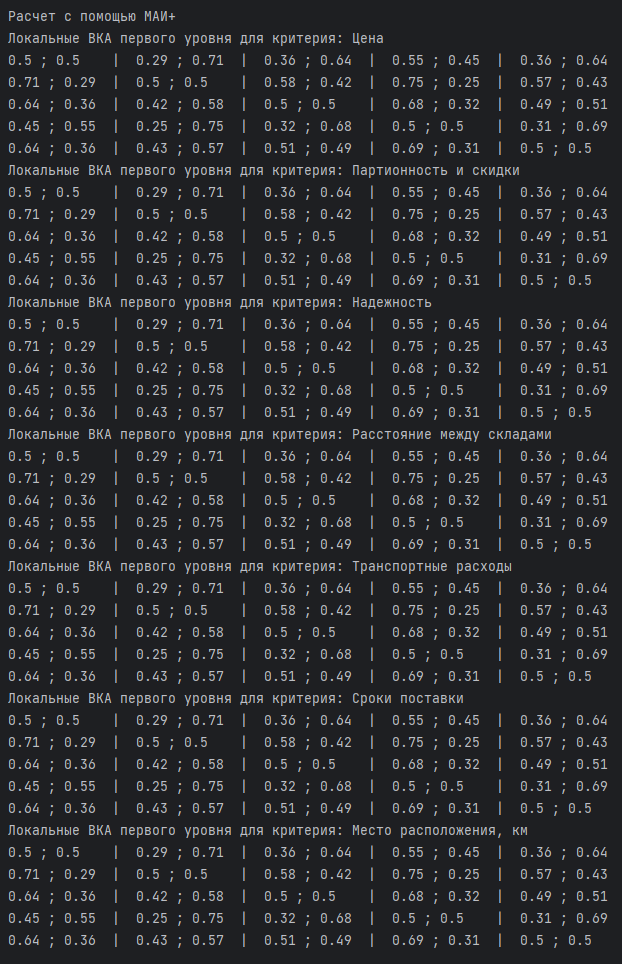 Расчет с помощью МАИ+
Локальные ВКА первого уровня для критерия: Цена
0.5 ; 0.5 | 0.29 ; 0.71 | 0.36 ; 0.64 | 0.55 ; 0.45 | 0.36 ; 0.64
0.71 ; 0.29 | 0.5 ; 0.5 | 0.58 ; 0.42 | 0.75 ; 0.25 | 0.57 ; 0.43
0.64 ; 0.36 | 0.42 ; 0.58 | 0.5 ; 0.5 | 0.68 ; 0.32 | 0.49 ; 0.51
0.45 ; 0.55 | 0.25 ; 0.75 | 0.32 ; 0.68 | 0.5 ; 0.5 | 0.31 ; 0.69
0.64 ; 0.36 | 0.43 ; 0.57 | 0.51 ; 0.49 | 0.69 ; 0.31 | 0.5 ; 0.5
Локальные ВКА первого уровня для критерия: Партионность и скидки
0.5 ; 0.5 | 0.29 ; 0.71 | 0.36 ; 0.64 | 0.55 ; 0.45 | 0.36 ; 0.64
0.71 ; 0.29 | 0.5 ; 0.5 | 0.58 ; 0.42 | 0.75 ; 0.25 | 0.57 ; 0.43
0.64 ; 0.36 | 0.42 ; 0.58 | 0.5 ; 0.5 | 0.68 ; 0.32 | 0.49 ; 0.51
0.45 ; 0.55 | 0.25 ; 0.75 | 0.32 ; 0.68 | 0.5 ; 0.5 | 0.31 ; 0.69
0.64 ; 0.36 | 0.43 ; 0.57 | 0.51 ; 0.49 | 0.69 ; 0.31 | 0.5 ; 0.5
Локальные ВКА первого уровня для критерия: Надежность
0.5 ; 0.5 | 0.29 ; 0.71 | 0.36 ; 0.64 | 0.55 ; 0.45 | 0.36 ; 0.64
0.71 ; 0.29 | 0.5 ; 0.5 | 0.58 ; 0.42 | 0.75 ; 0.25 | 0.57 ; 0.43
0.64 ; 0.36 | 0.42 ; 0.58 | 0.5 ; 0.5 | 0.68 ; 0.32 | 0.49 ; 0.51
0.45 ; 0.55 | 0.25 ; 0.75 | 0.32 ; 0.68 | 0.5 ; 0.5 | 0.31 ; 0.69
0.64 ; 0.36 | 0.43 ; 0.57 | 0.51 ; 0.49 | 0.69 ; 0.31 | 0.5 ; 0.5
Локальные ВКА первого уровня для критерия: Расстояние между складами
0.5 ; 0.5 | 0.29 ; 0.71 | 0.36 ; 0.64 | 0.55 ; 0.45 | 0.36 ; 0.64
0.71 ; 0.29 | 0.5 ; 0.5 | 0.58 ; 0.42 | 0.75 ; 0.25 | 0.57 ; 0.43
0.64 ; 0.36 | 0.42 ; 0.58 | 0.5 ; 0.5 | 0.68 ; 0.32 | 0.49 ; 0.51
0.45 ; 0.55 | 0.25 ; 0.75 | 0.32 ; 0.68 | 0.5 ; 0.5 | 0.31 ; 0.69
0.64 ; 0.36 | 0.43 ; 0.57 | 0.51 ; 0.49 | 0.69 ; 0.31 | 0.5 ; 0.5
Локальные ВКА первого уровня для критерия: Транспортные расходы
0.5 ; 0.5 | 0.29 ; 0.71 | 0.36 ; 0.64 | 0.55 ; 0.45 | 0.36 ; 0.64
0.71 ; 0.29 | 0.5 ; 0.5 | 0.58 ; 0.42 | 0.75 ; 0.25 | 0.57 ; 0.43
0.64 ; 0.36 | 0.42 ; 0.58 | 0.5 ; 0.5 | 0.68 ; 0.32 | 0.49 ; 0.51
0.45 ; 0.55 | 0.25 ; 0.75 | 0.32 ; 0.68 | 0.5 ; 0.5 | 0.31 ; 0.69
0.64 ; 0.36 | 0.43 ; 0.57 | 0.51 ; 0.49 | 0.69 ; 0.31 | 0.5 ; 0.5
Локальные ВКА первого уровня для критерия: Сроки поставки
0.5 ; 0.5 | 0.29 ; 0.71 | 0.36 ; 0.64 | 0.55 ; 0.45 | 0.36 ; 0.64
0.71 ; 0.29 | 0.5 ; 0.5 | 0.58 ; 0.42 | 0.75 ; 0.25 | 0.57 ; 0.43
0.64 ; 0.36 | 0.42 ; 0.58 | 0.5 ; 0.5 | 0.68 ; 0.32 | 0.49 ; 0.51
0.45 ; 0.55 | 0.25 ; 0.75 | 0.32 ; 0.68 | 0.5 ; 0.5 | 0.31 ; 0.69
0.64 ; 0.36 | 0.43 ; 0.57 | 0.51 ; 0.49 | 0.69 ; 0.31 | 0.5 ; 0.5
Локальные ВКА первого уровня для критерия: Место расположения, км
0.5 ; 0.5 | 0.29 ; 0.71 | 0.36 ; 0.64 | 0.55 ; 0.45 | 0.36 ; 0.64
0.71 ; 0.29 | 0.5 ; 0.5 | 0.58 ; 0.42 | 0.75 ; 0.25 | 0.57 ; 0.43
0.64 ; 0.36 | 0.42 ; 0.58 | 0.5 ; 0.5 | 0.68 ; 0.32 | 0.49 ; 0.51
0.45 ; 0.55 | 0.25 ; 0.75 | 0.32 ; 0.68 | 0.5 ; 0.5 | 0.31 ; 0.69
0.64 ; 0.36 | 0.43 ; 0.57 | 0.51 ; 0.49 | 0.69 ; 0.31 | 0.5 ; 0.5